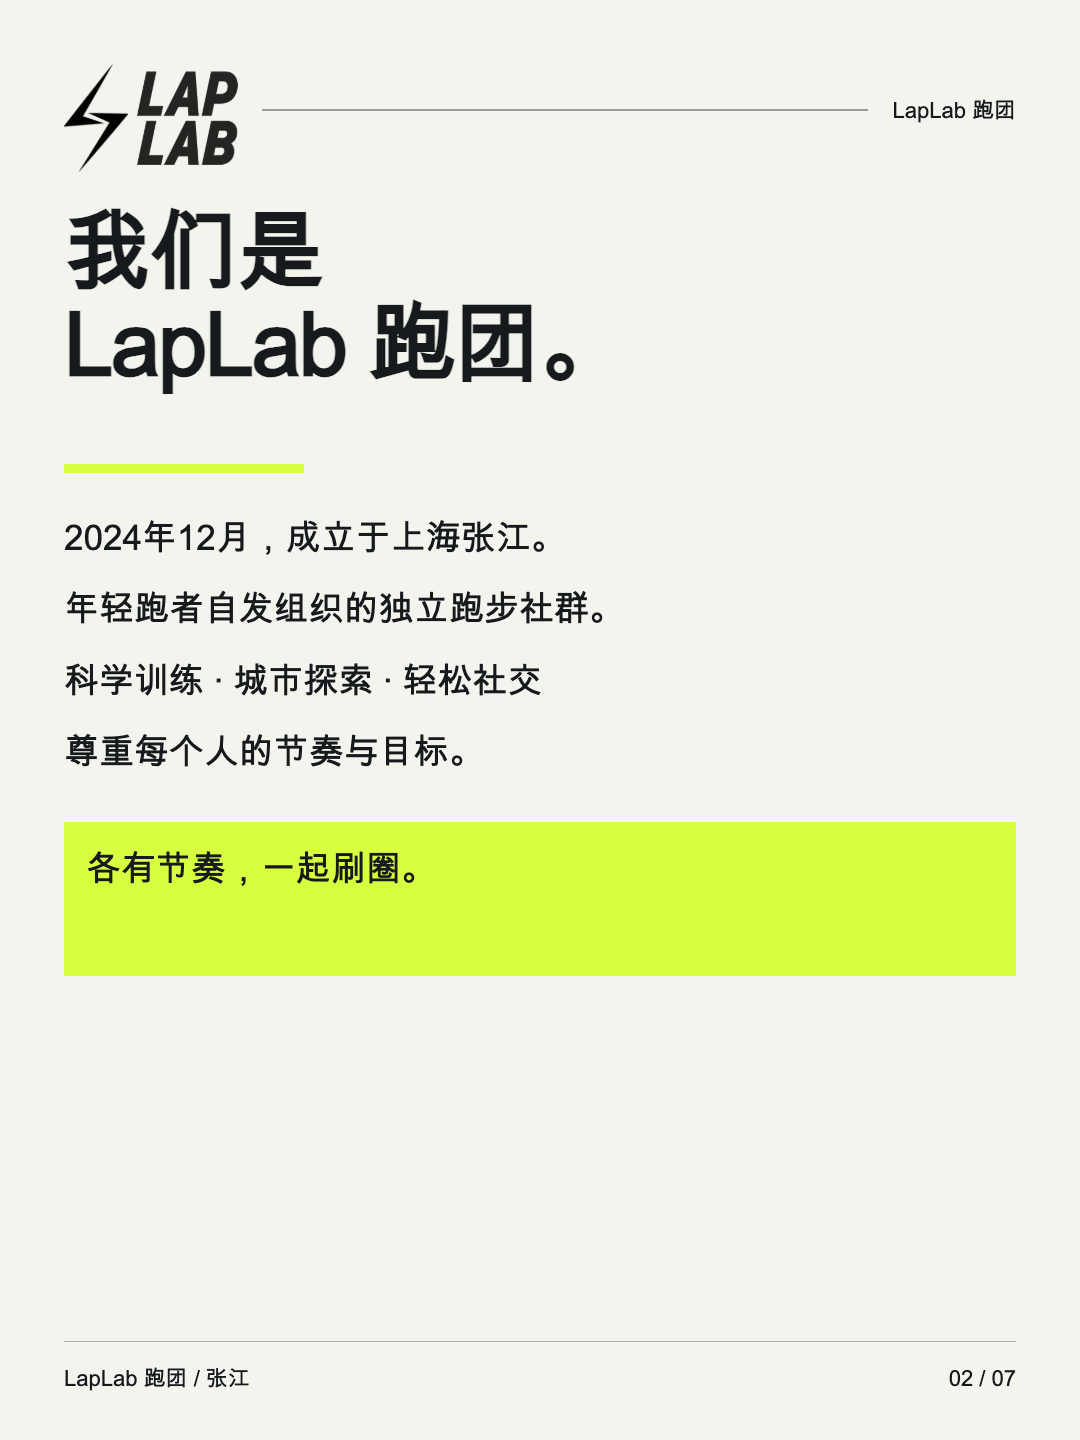 LAP
LAB
LapLab 跑团
我们是
LapLab 跑团。
2024年12月，成立于上海张江。
年轻跑者自发组织的独立跑步社群。
科学训练 · 城市探索 · 轻松社交
尊重每个人的节奏与目标。
各有节奏，一起刷圈。
LapLab 跑团 / 张江
02 / 07